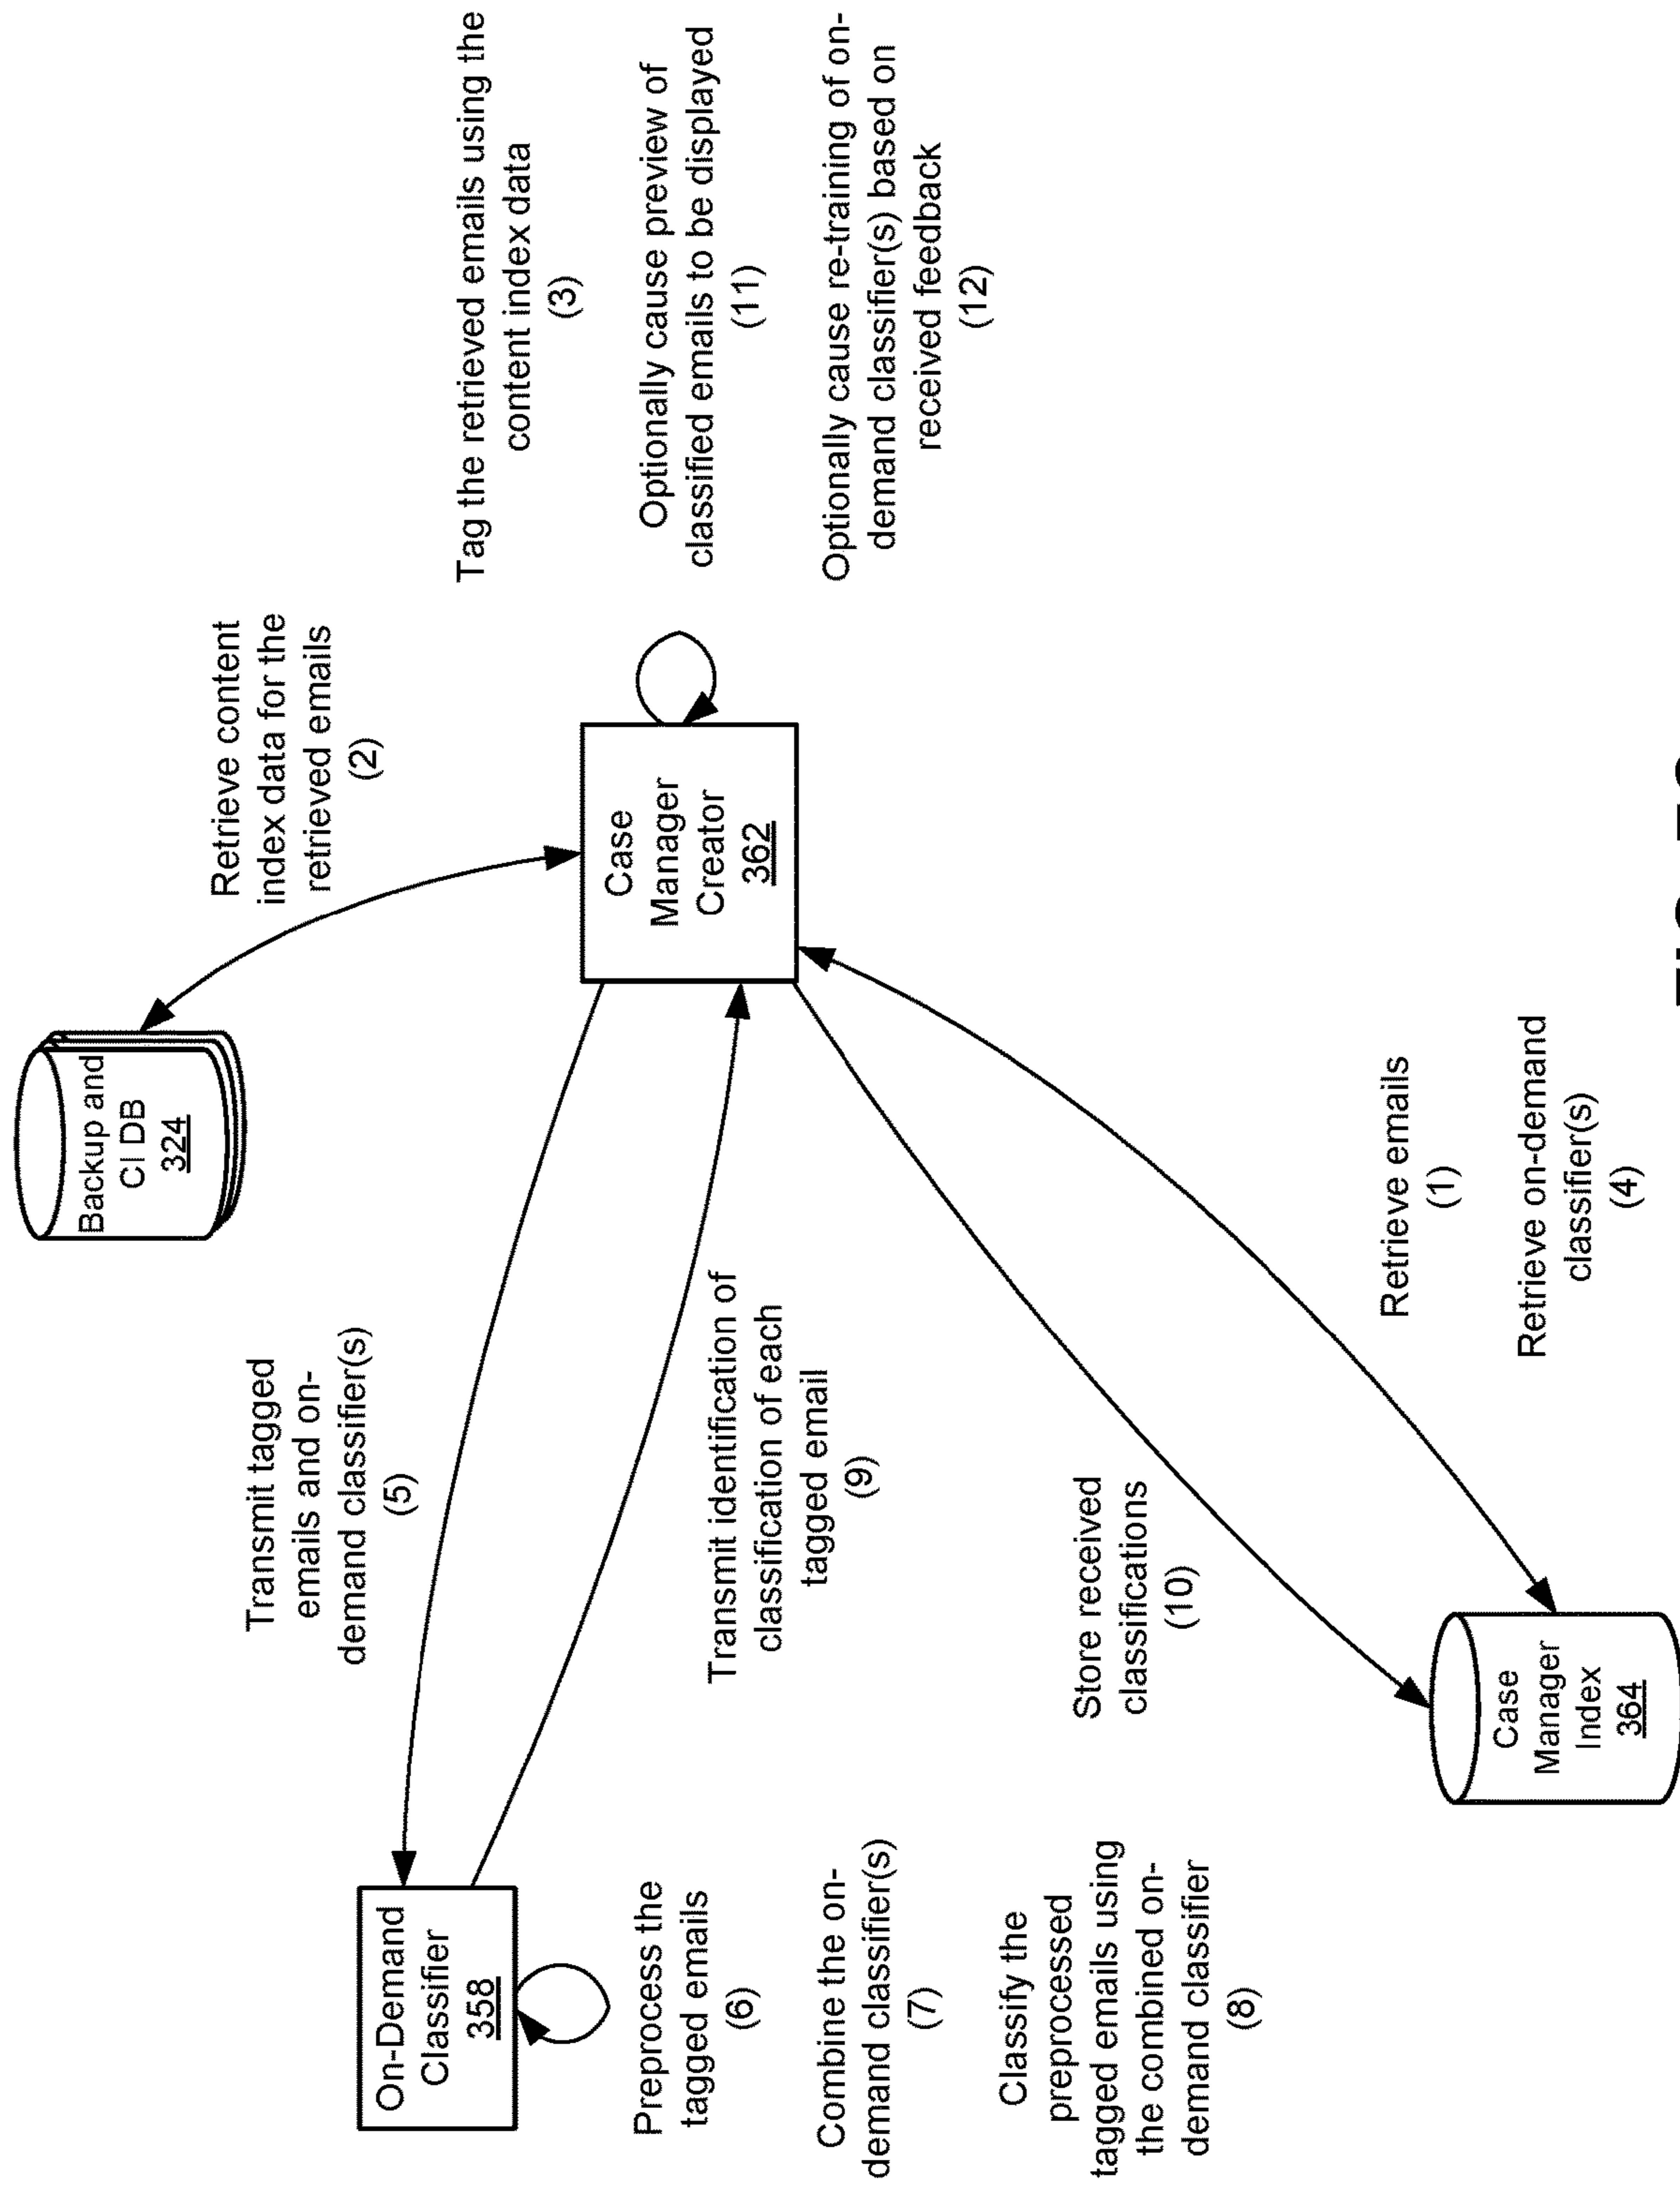 Backup and
CI DB
324
Retrieve content
index data for the
retrieved emails
(2)
Transmit tagged
emails and on-
demand classifier(s)
(5)
On-Demand
Classifier
358
Case
Manager
Creator
362
Tag the retrieved emails using the
content index data
(3)
Optionally cause preview of
classified emails to be displayed
(11)
Optionally cause re-training of on-
demand classifier(s) based on
received feedback
(12)
Transmit identification of
classification of each
tagged email
(9)
Preprocess the
tagged emails
(6)
Combine the on-
demand classifier(s)
(7)
Classify the
preprocessed
tagged emails using
the combined on-
demand classifier
(8)
Store received
classifications
(10)
Retrieve emails
(1)
Retrieve on-demand
classifier(s)
(4)
Case
Manager
Index
364